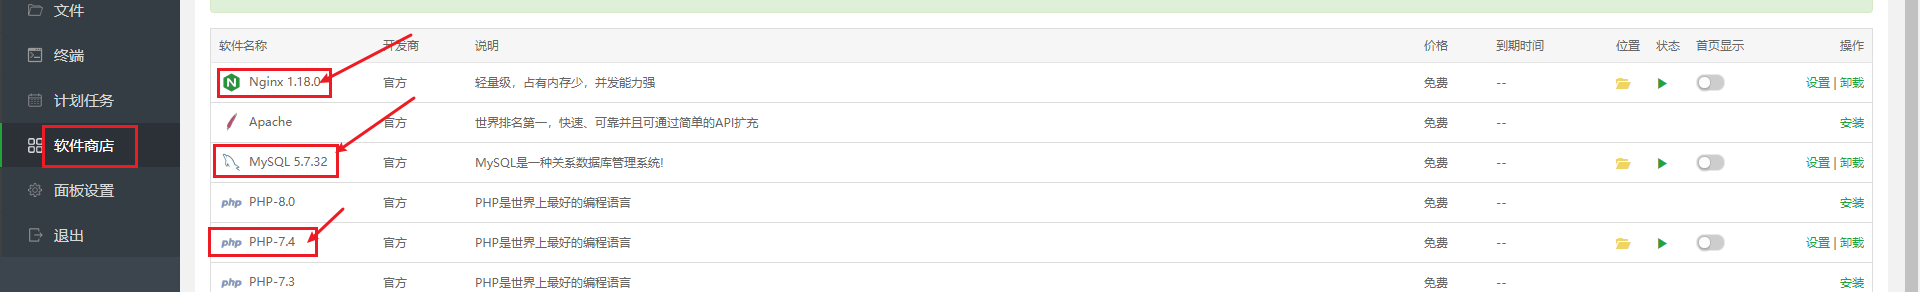 文件
终端
计划任务
软件商店
面板设置
退出
软件名称 开发商 说明 价格 到期时间 位置 状态 首页显示 操作
Nginx 1.18.0 官方 轻量级，占有内存少，并发能力强 免费 -- 设置 | 卸载
Apache 官方 世界排名第一，快速、可靠并且可通过简单的API扩充 免费 -- 安装
MySQL 5.7.32 官方 MySQL是一种关系数据库管理系统! 免费 -- 设置 | 卸载
php PHP-8.0 官方 PHP是世界上最好的编程语言 免费 -- 安装
php PHP-7.4 官方 PHP是世界上最好的编程语言 免费 -- 设置 | 卸载
php PHP-7.3 官方 PHP是世界上最好的编程语言 免费 -- 安装